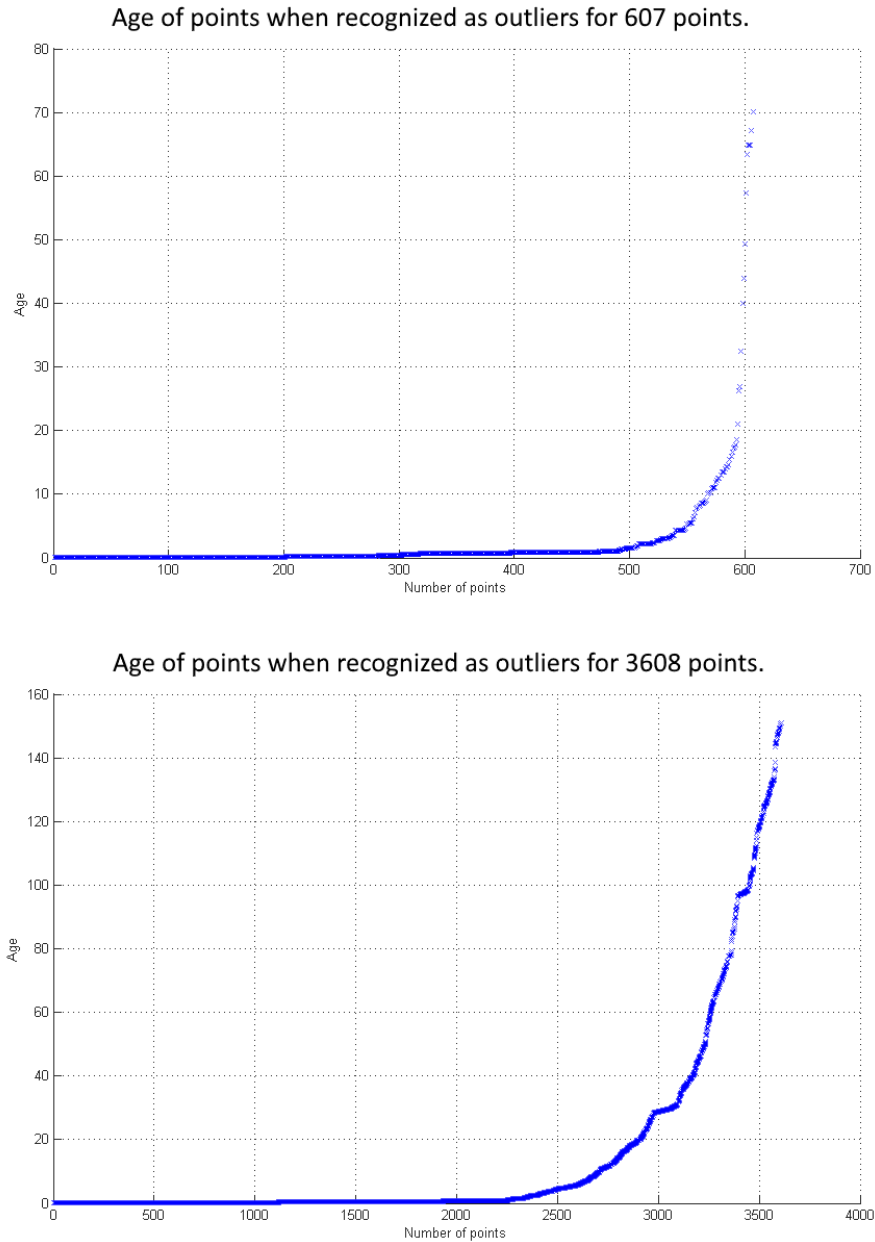 Age of points when recognized as outliers for 607 points.
80
70
60
50
40
30
20
10
0
Age
0 100 200 300 400 500 600 700
Number of points
Age of points when recognized as outliers for 3608 points.
160
140
120
100
80
60
40
20
0
Age
0 500 1000 1500 2000 2500 3000 3500 4000
Number of points